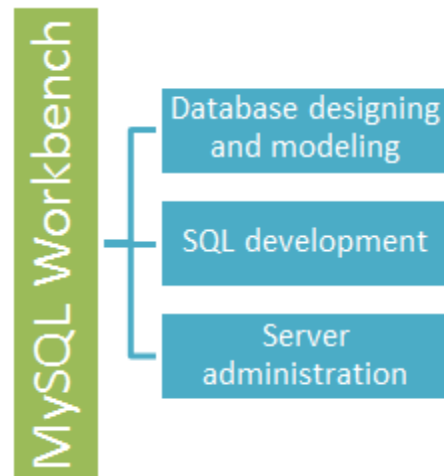 MySQL Workbench
Database designing
and modeling
SQL development
Server
administration